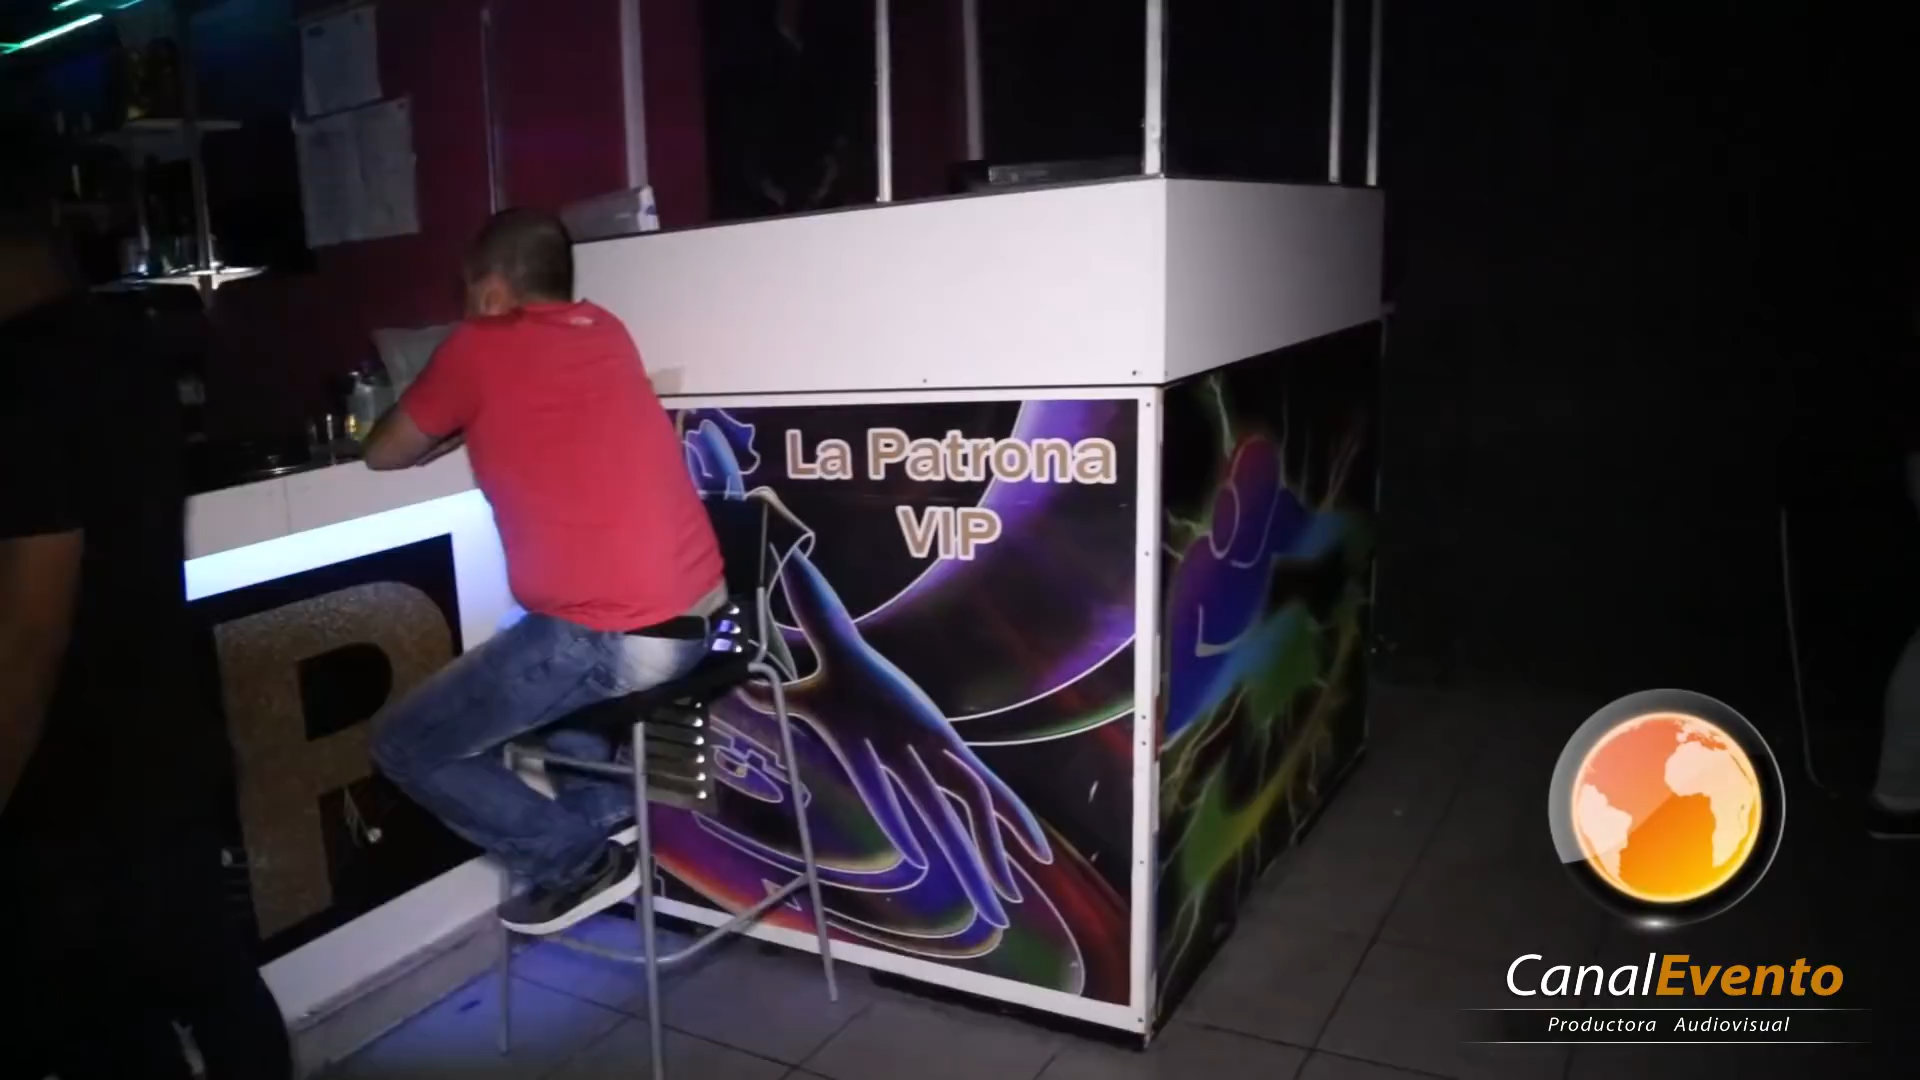 La Patrona
VIP
P
CanalEvento
Productora Audiovisual